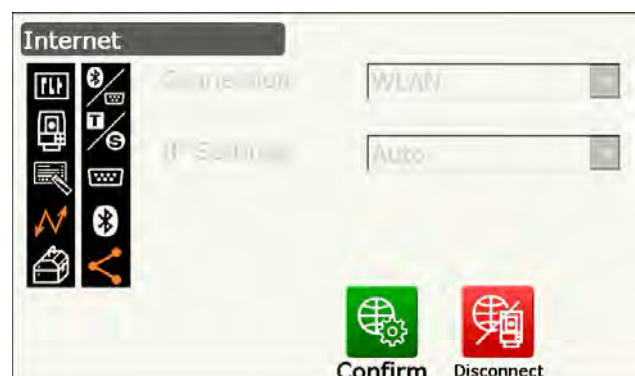 Internet
Connection
WLAN
IP Settings
Auto
T
S
Confirm
Disconnect